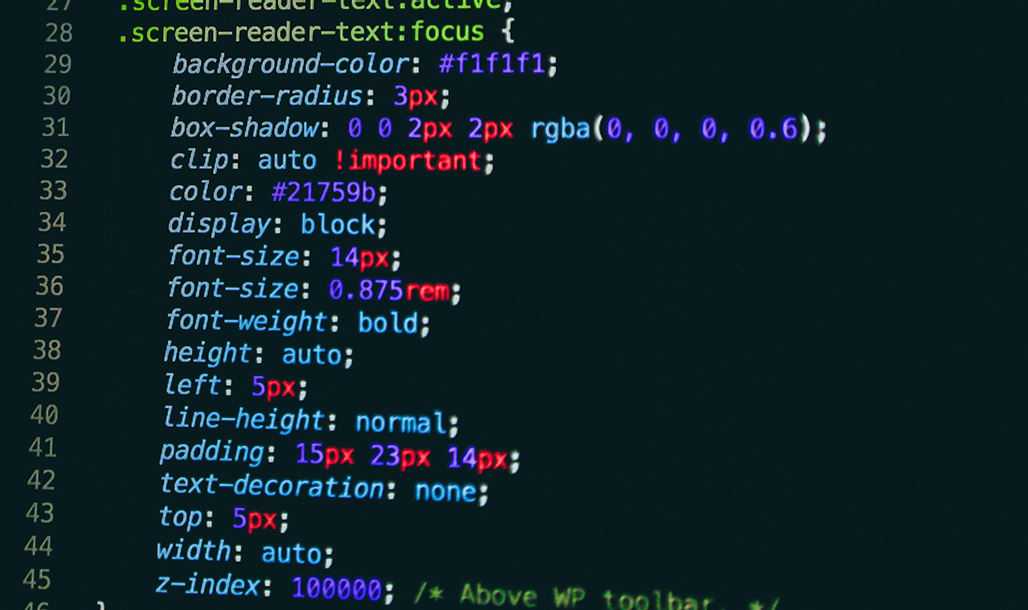 27 .screen-reader-text:active,
28 .screen-reader-text:focus {
29 background-color: #f1f1f1;
30 border-radius: 3px;
31 box-shadow: 0 0 2px 2px rgba(0, 0, 0, 0.6);
32 clip: auto !important;
33 color: #21759b;
34 display: block;
35 font-size: 14px;
36 font-size: 0.875rem;
37 font-weight: bold;
38 height: auto;
39 left: 5px;
40 line-height: normal;
41 padding: 15px 23px 14px;
42 text-decoration: none;
43 top: 5px;
44 width: auto;
45 z-index: 100000; /* Above WP toolbar. */
46 }